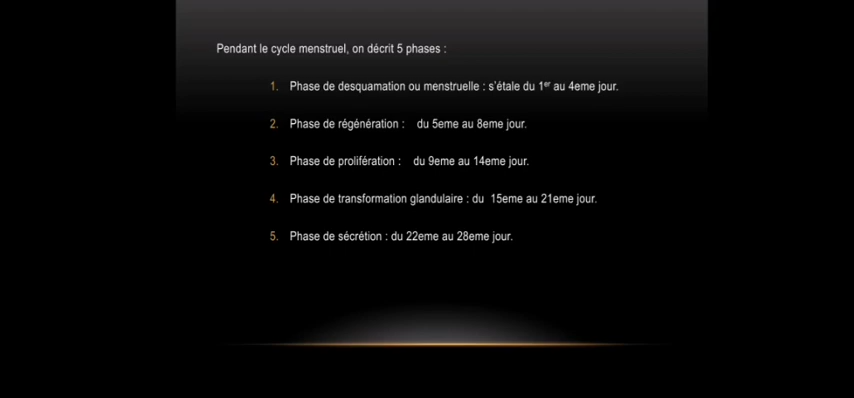 Pendant le cycle menstruel, on décrit 5 phases :
1. Phase de desquamation ou menstruelle : s'étale du 1er au 4eme jour.
2. Phase de régénération : du 5eme au 8eme jour.
3. Phase de prolifération : du 9eme au 14eme jour.
4. Phase de transformation glandulaire : du 15eme au 21eme jour.
5. Phase de sécrétion : du 22eme au 28eme jour.